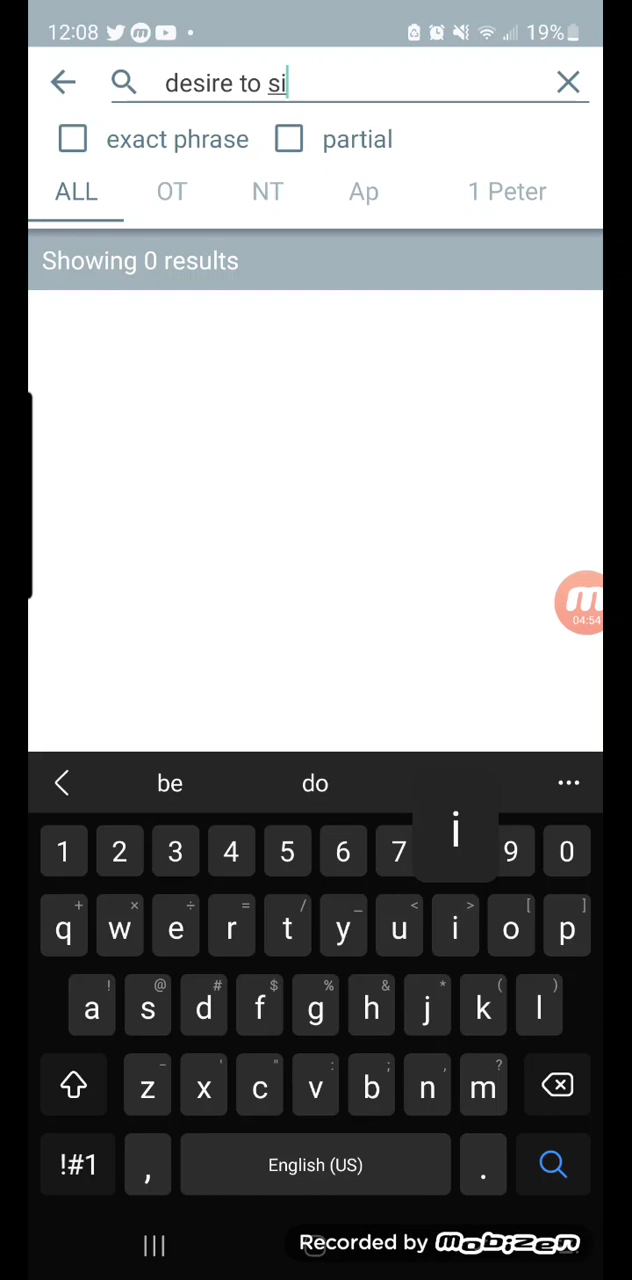 12:08 19%
desire to si
exact phrase partial
ALL OT NT Ap 1 Peter
Showing 0 results
m
04:54
be do ...
i
1 2 3 4 5 6 7 9 0
+ × ÷ = / _ < > [ ]
q w e r t y u i o p
! @ # $ % & * ( )
a s d f g h j k l
- ' " : ; , ?
z x c v b n m
!#1 , English (US) .
Recorded by mobizen